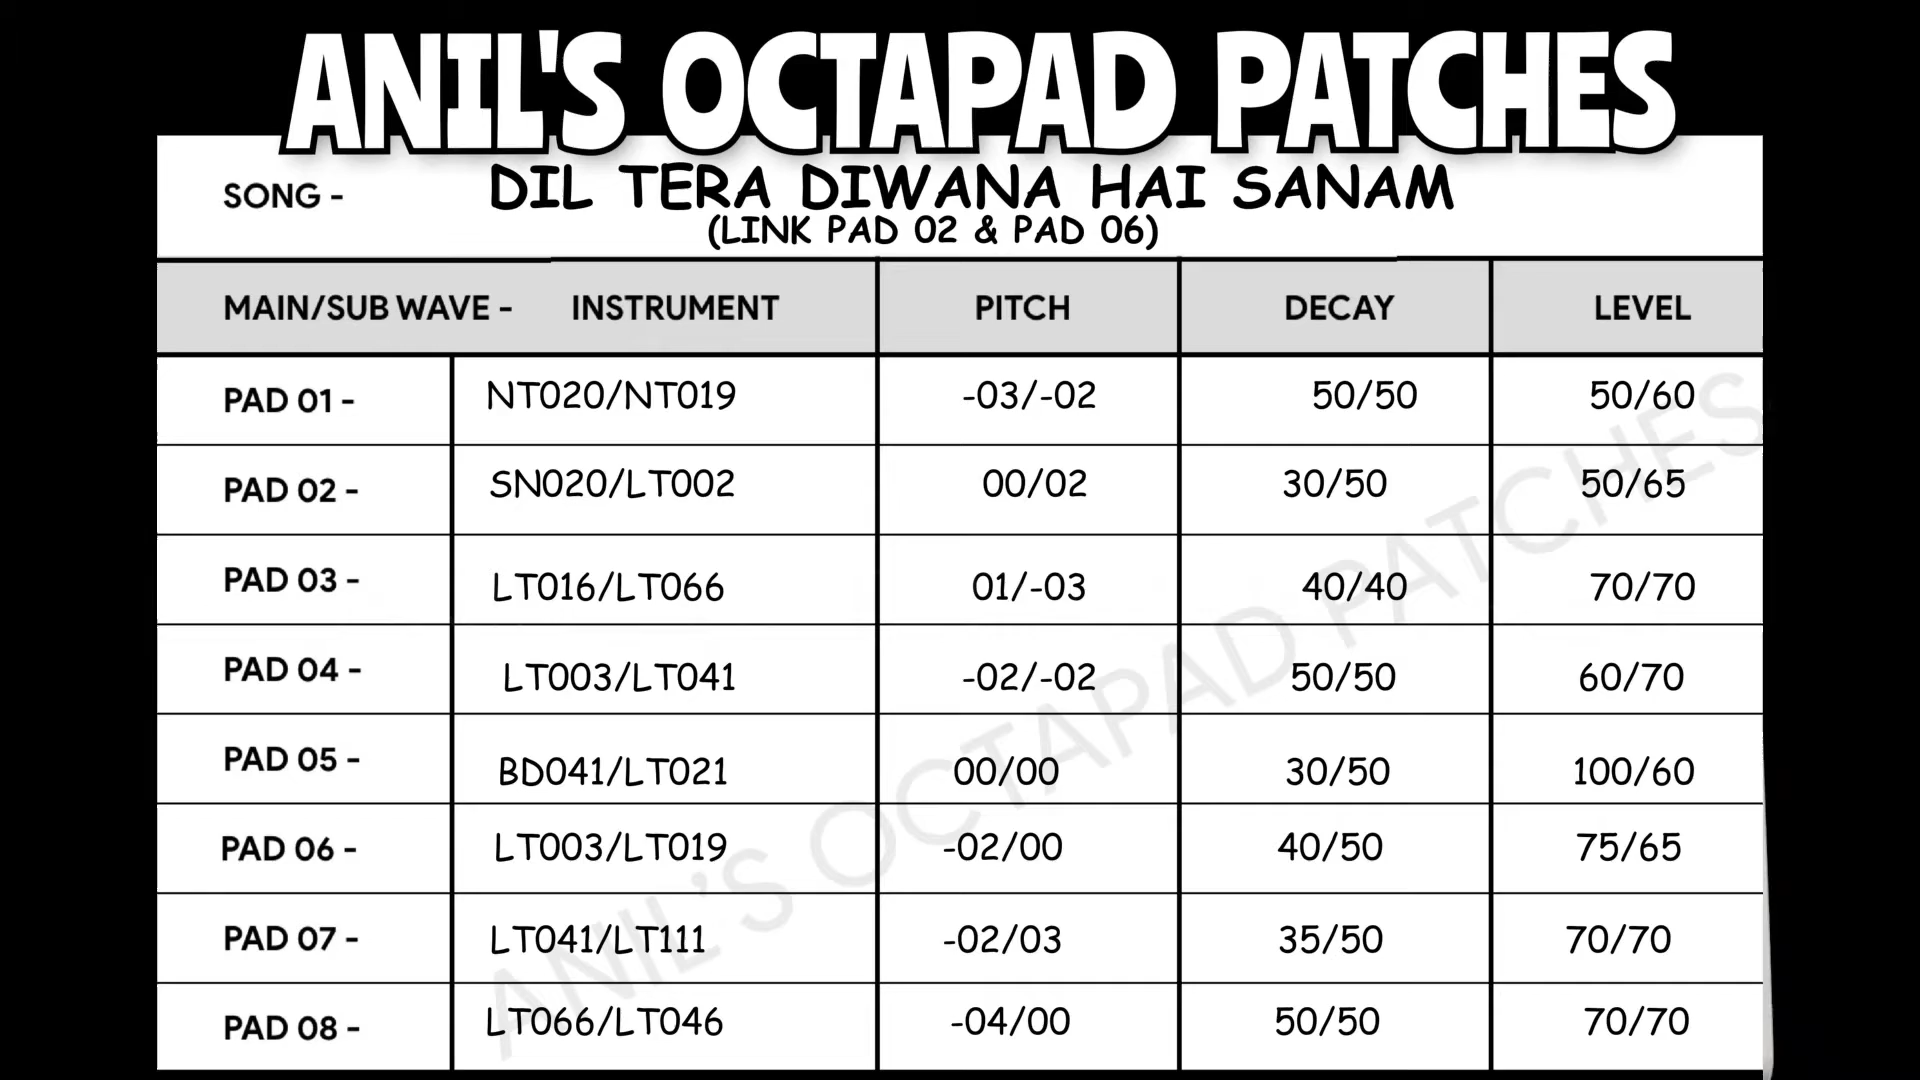 ANIL'S OCTAPAD PATCHES
SONG - DIL TERA DIWANA HAI SANAM
(LINK PAD 02 & PAD 06)
MAIN/SUB WAVE - INSTRUMENT PITCH DECAY LEVEL
PAD 01 - NT020/NT019 -03/-02 50/50 50/60
PAD 02 - SN020/LT002 00/02 30/50 50/65
PAD 03 - LT016/LT066 01/-03 40/40 70/70
PAD 04 - LT003/LT041 -02/-02 50/50 60/70
PAD 05 - BD041/LT021 00/00 30/50 100/60
PAD 06 - LT003/LT019 -02/00 40/50 75/65
PAD 07 - LT041/LT111 -02/03 35/50 70/70
PAD 08 - LT066/LT046 -04/00 50/50 70/70
ANIL'S OCTAPAD PATCHES